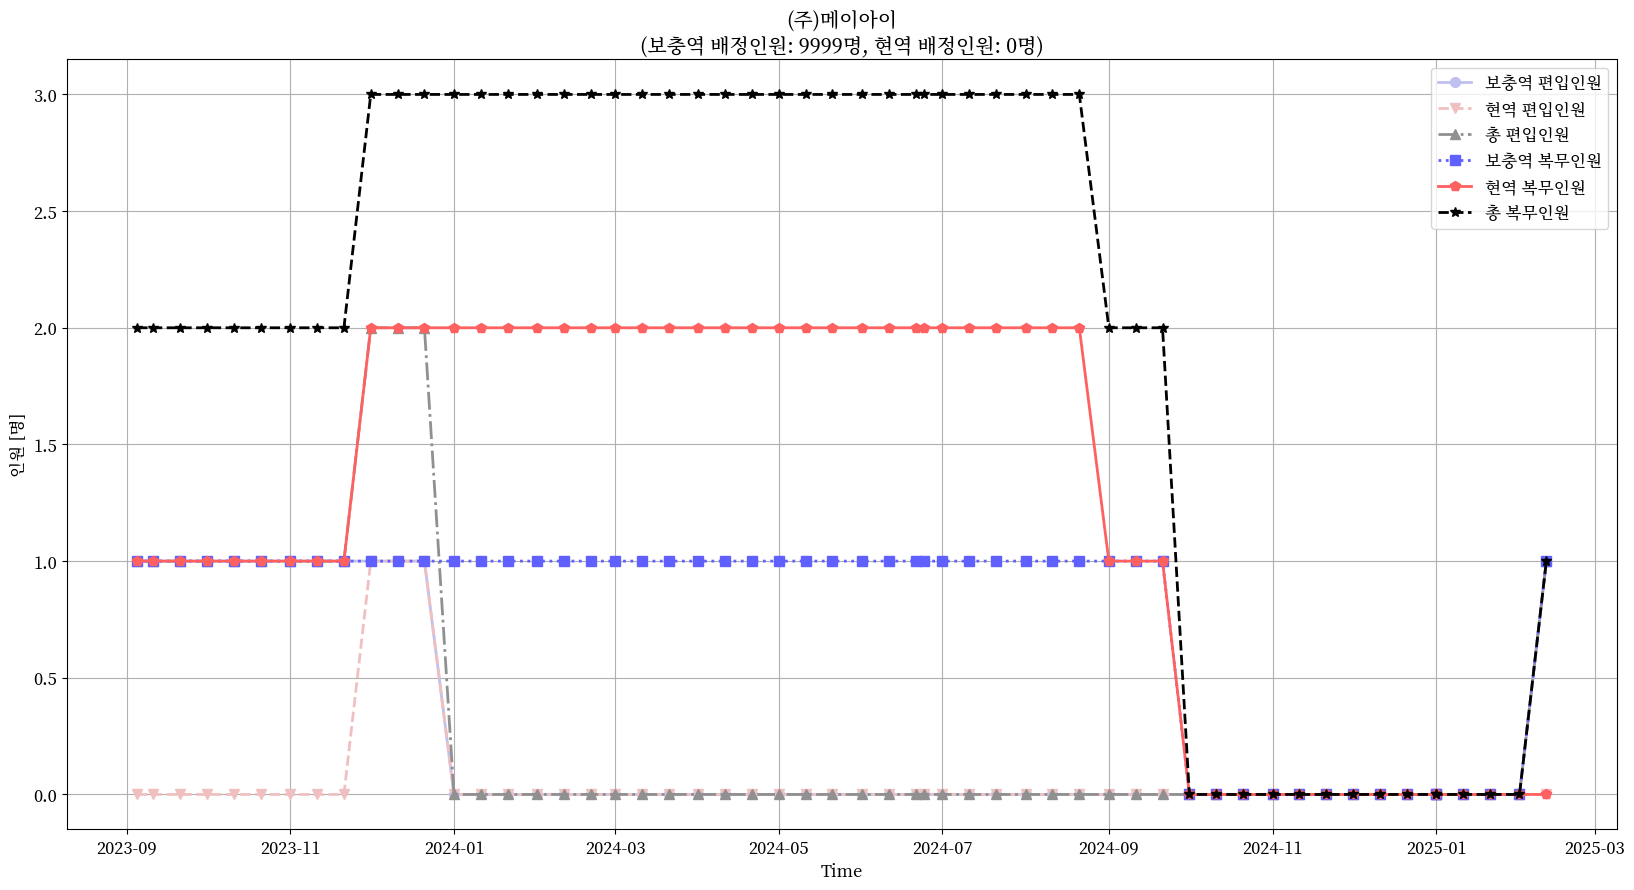 (주)메이아이
(보충역 배정인원: 9999명, 현역 배정인원: 0명)
보충역 편입인원
현역 편입인원
총 편입인원
보충역 복무인원
현역 복무인원
총 복무인원
인원 [명]
3.0
2.5
2.0
1.5
1.0
0.5
0.0
2023-09 2023-11 2024-01 2024-03 2024-05 2024-07 2024-09 2024-11 2025-01 2025-03
Time